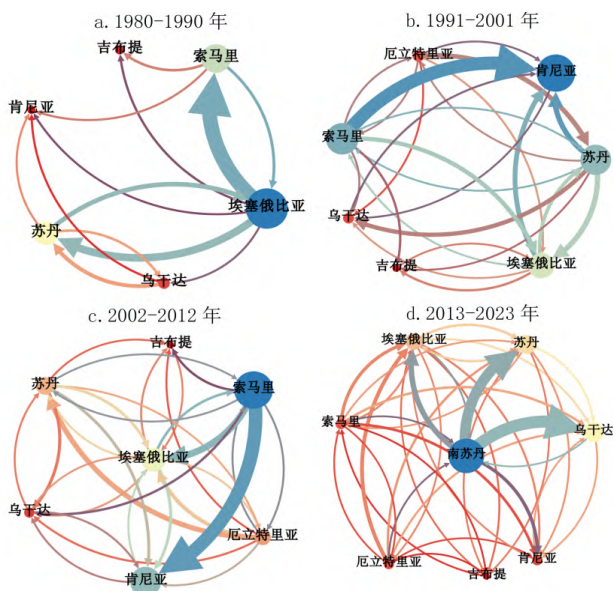 a. 1980-1990 年
吉布提
索马里
肯尼亚
埃塞俄比亚
苏丹
乌干达
b. 1991-2001 年
厄立特里亚
肯尼亚
索马里
苏丹
乌干达
吉布提
埃塞俄比亚
c. 2002-2012 年
吉布提
苏丹
索马里
埃塞俄比亚
乌干达
厄立特里亚
肯尼亚
d. 2013-2023 年
埃塞俄比亚
苏丹
索马里
乌干达
南苏丹
厄立特里亚
吉布提
肯尼亚